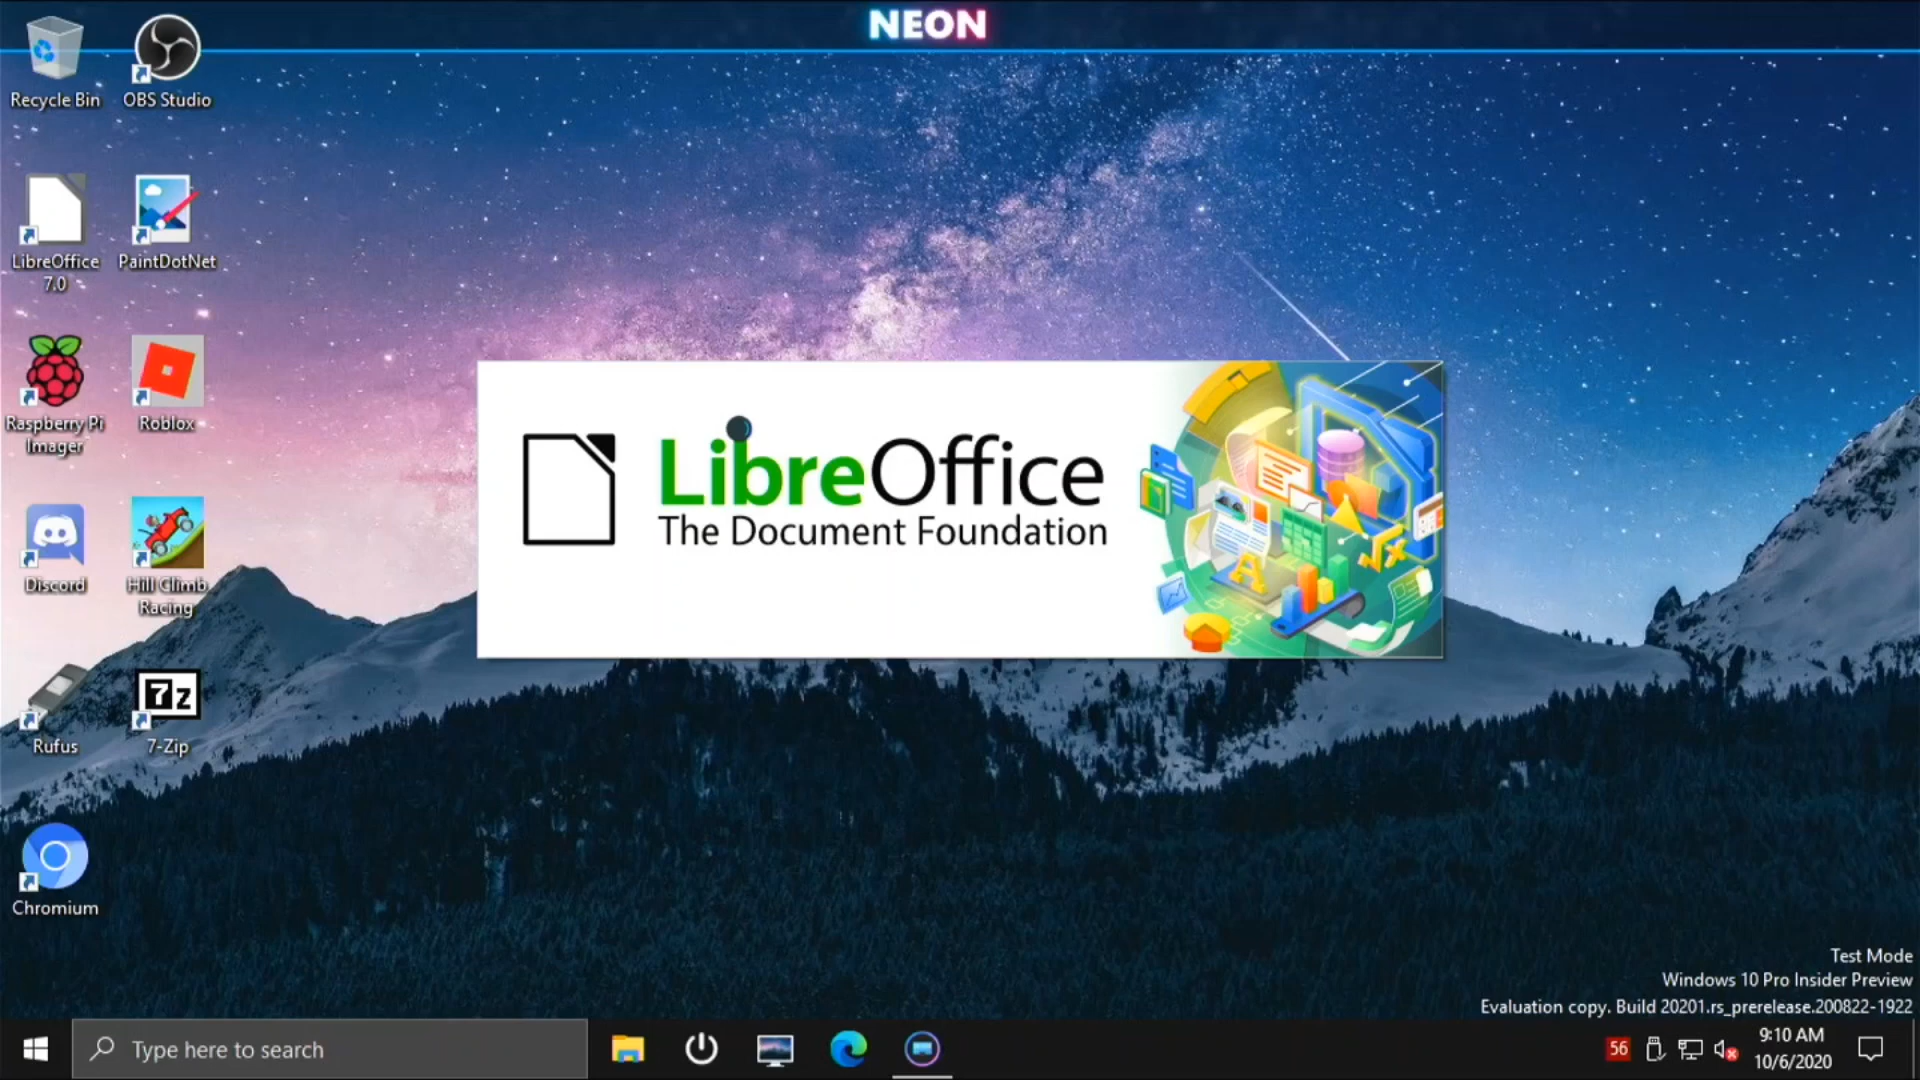 NEON
Recycle Bin
OBS Studio
LibreOffice
7.0
PaintDotNet
Raspberry Pi
Imager
Roblox
Discord
Hill Climb
Racing
Rufus
7z
7-Zip
Chromium
LibreOffice
The Document Foundation
Test Mode
Windows 10 Pro Insider Preview
Evaluation copy. Build 20201.rs_prerelease.200822-1922
Type here to search
56
9:10 AM
10/6/2020